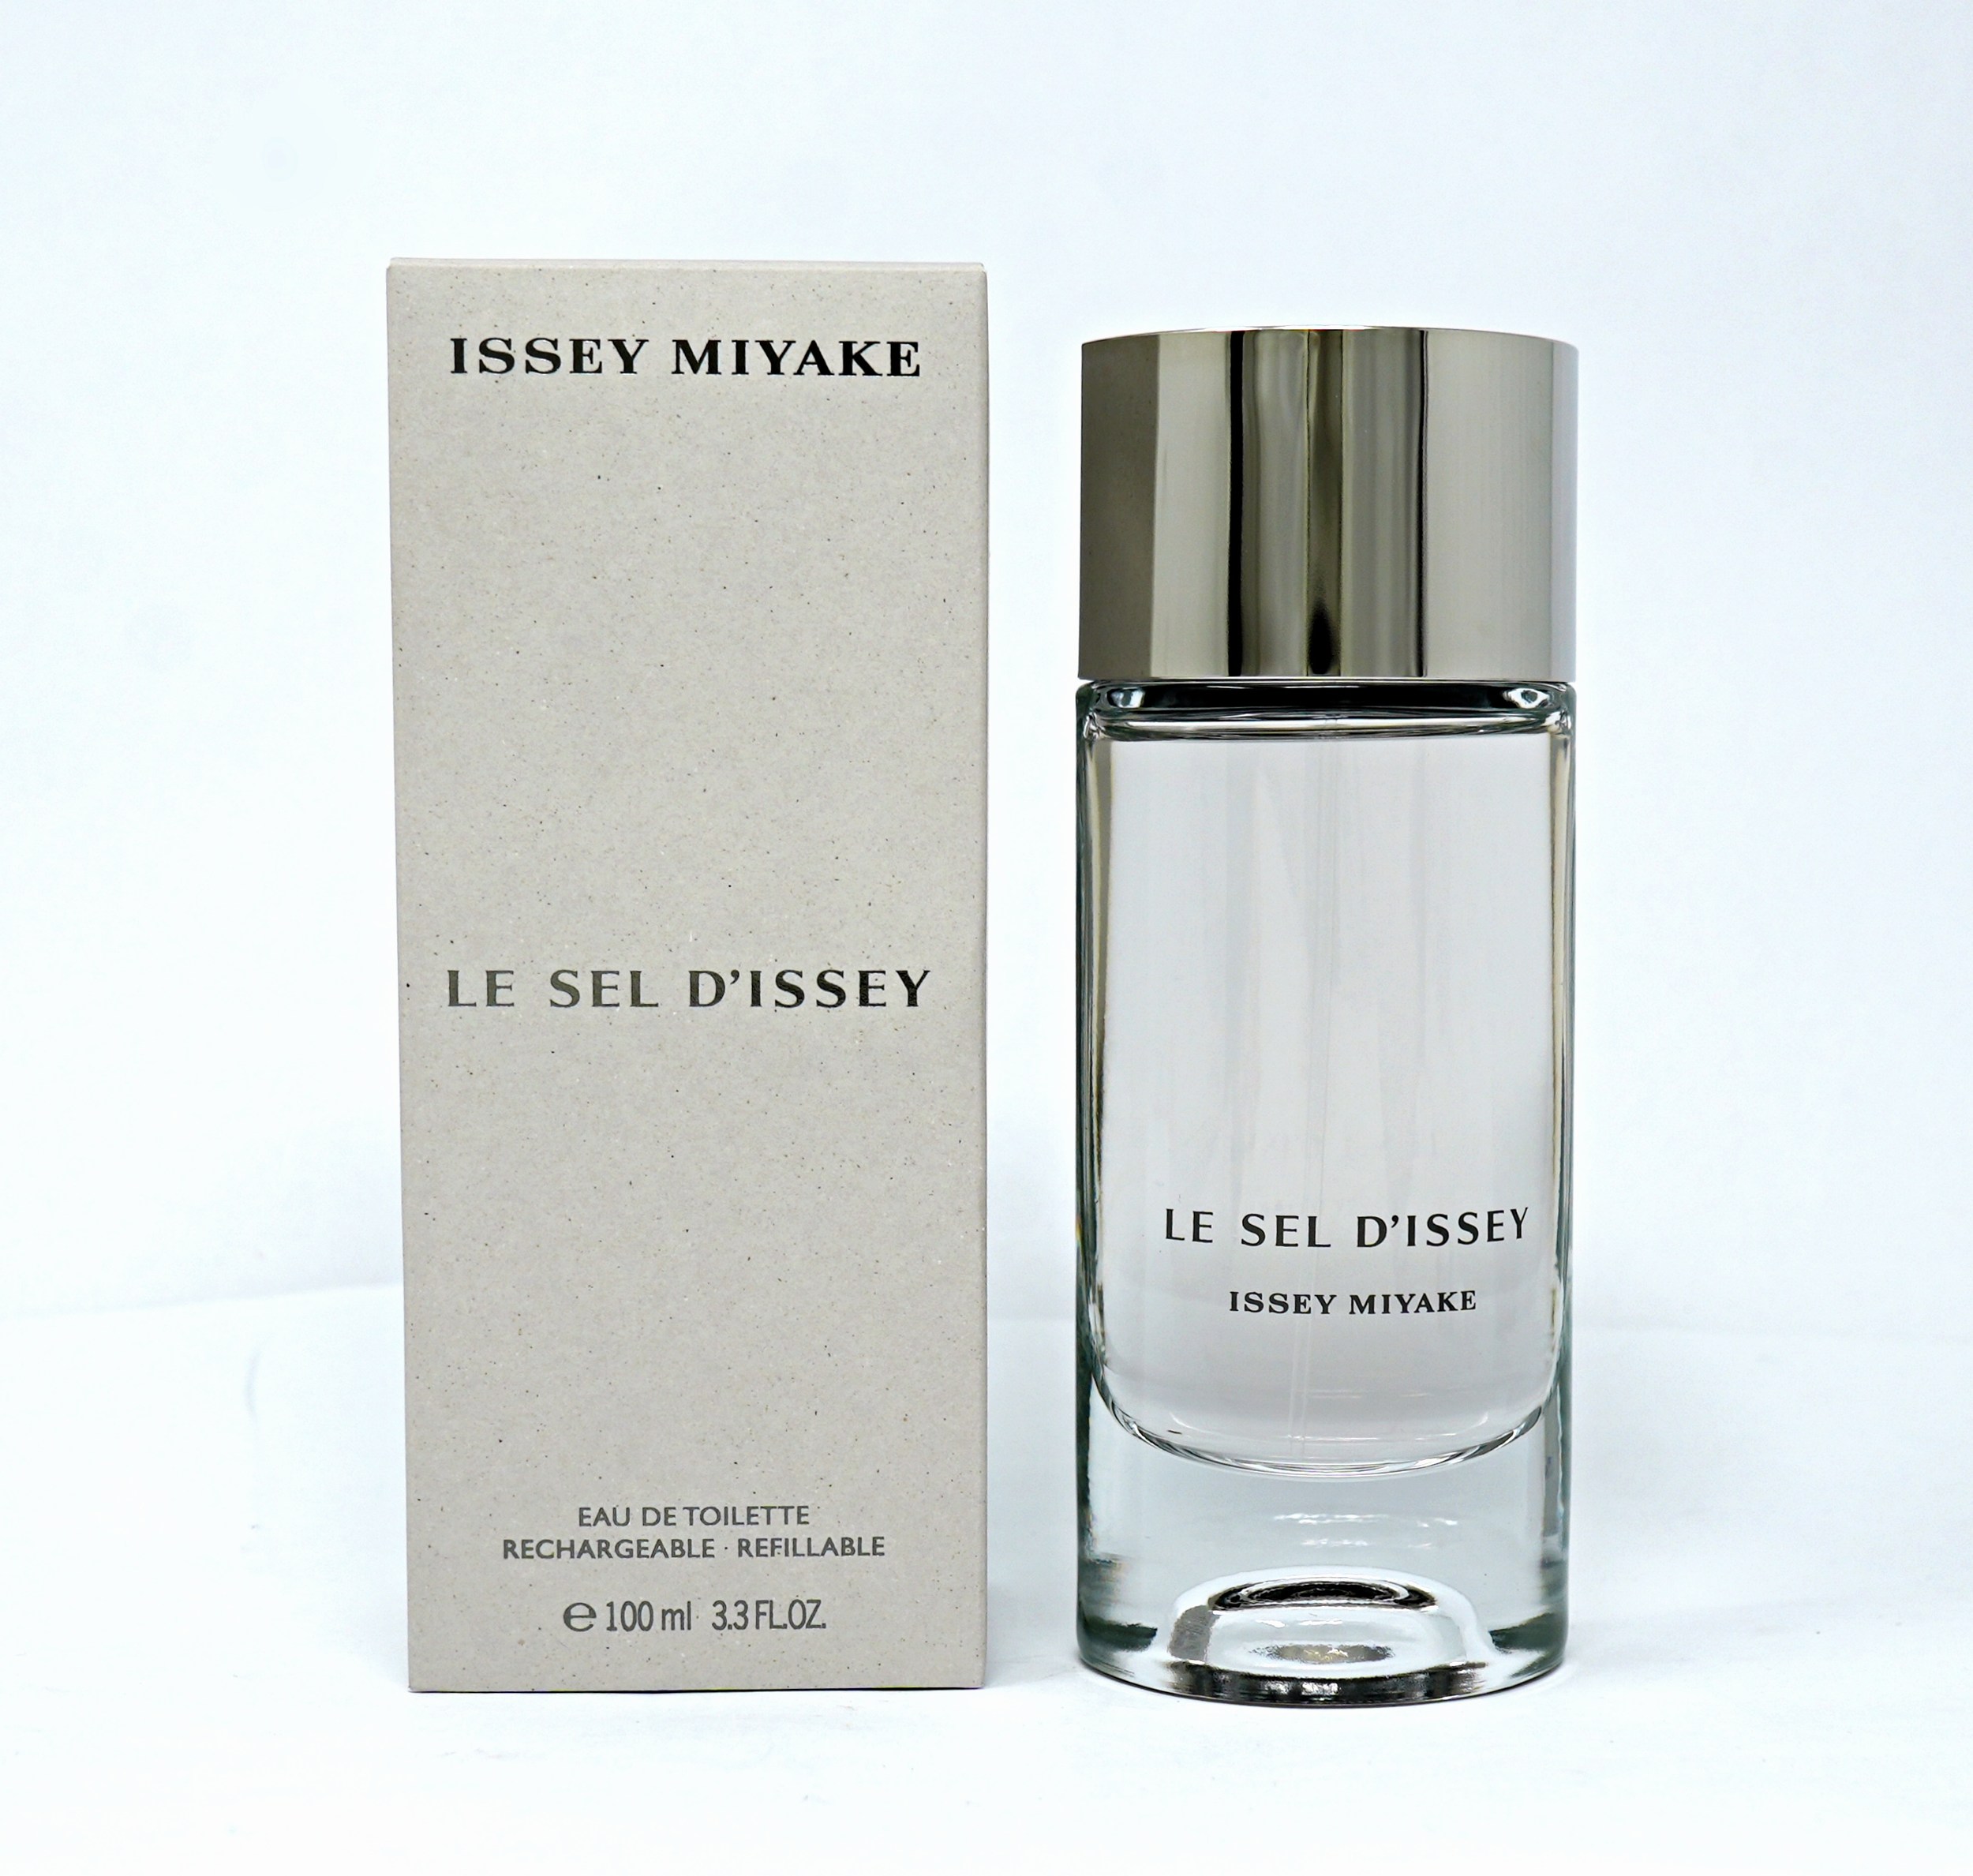 ISSEY MIYAKE
LE SEL D'ISSEY
EAU DE TOILETTE
RECHARGEABLE · REFILLABLE
℮ 100 ml 3.3 FL.OZ.
LE SEL D'ISSEY
ISSEY MIYAKE